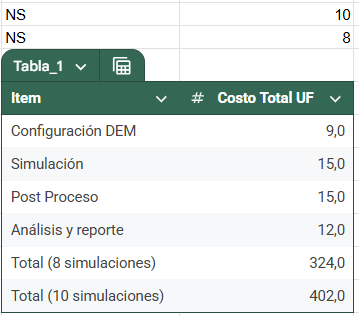 NS 10
NS 8
Tabla_1
Item # Costo Total UF
Configuración DEM 9,0
Simulación 15,0
Post Proceso 15,0
Análisis y reporte 12,0
Total (8 simulaciones) 324,0
Total (10 simulaciones) 402,0